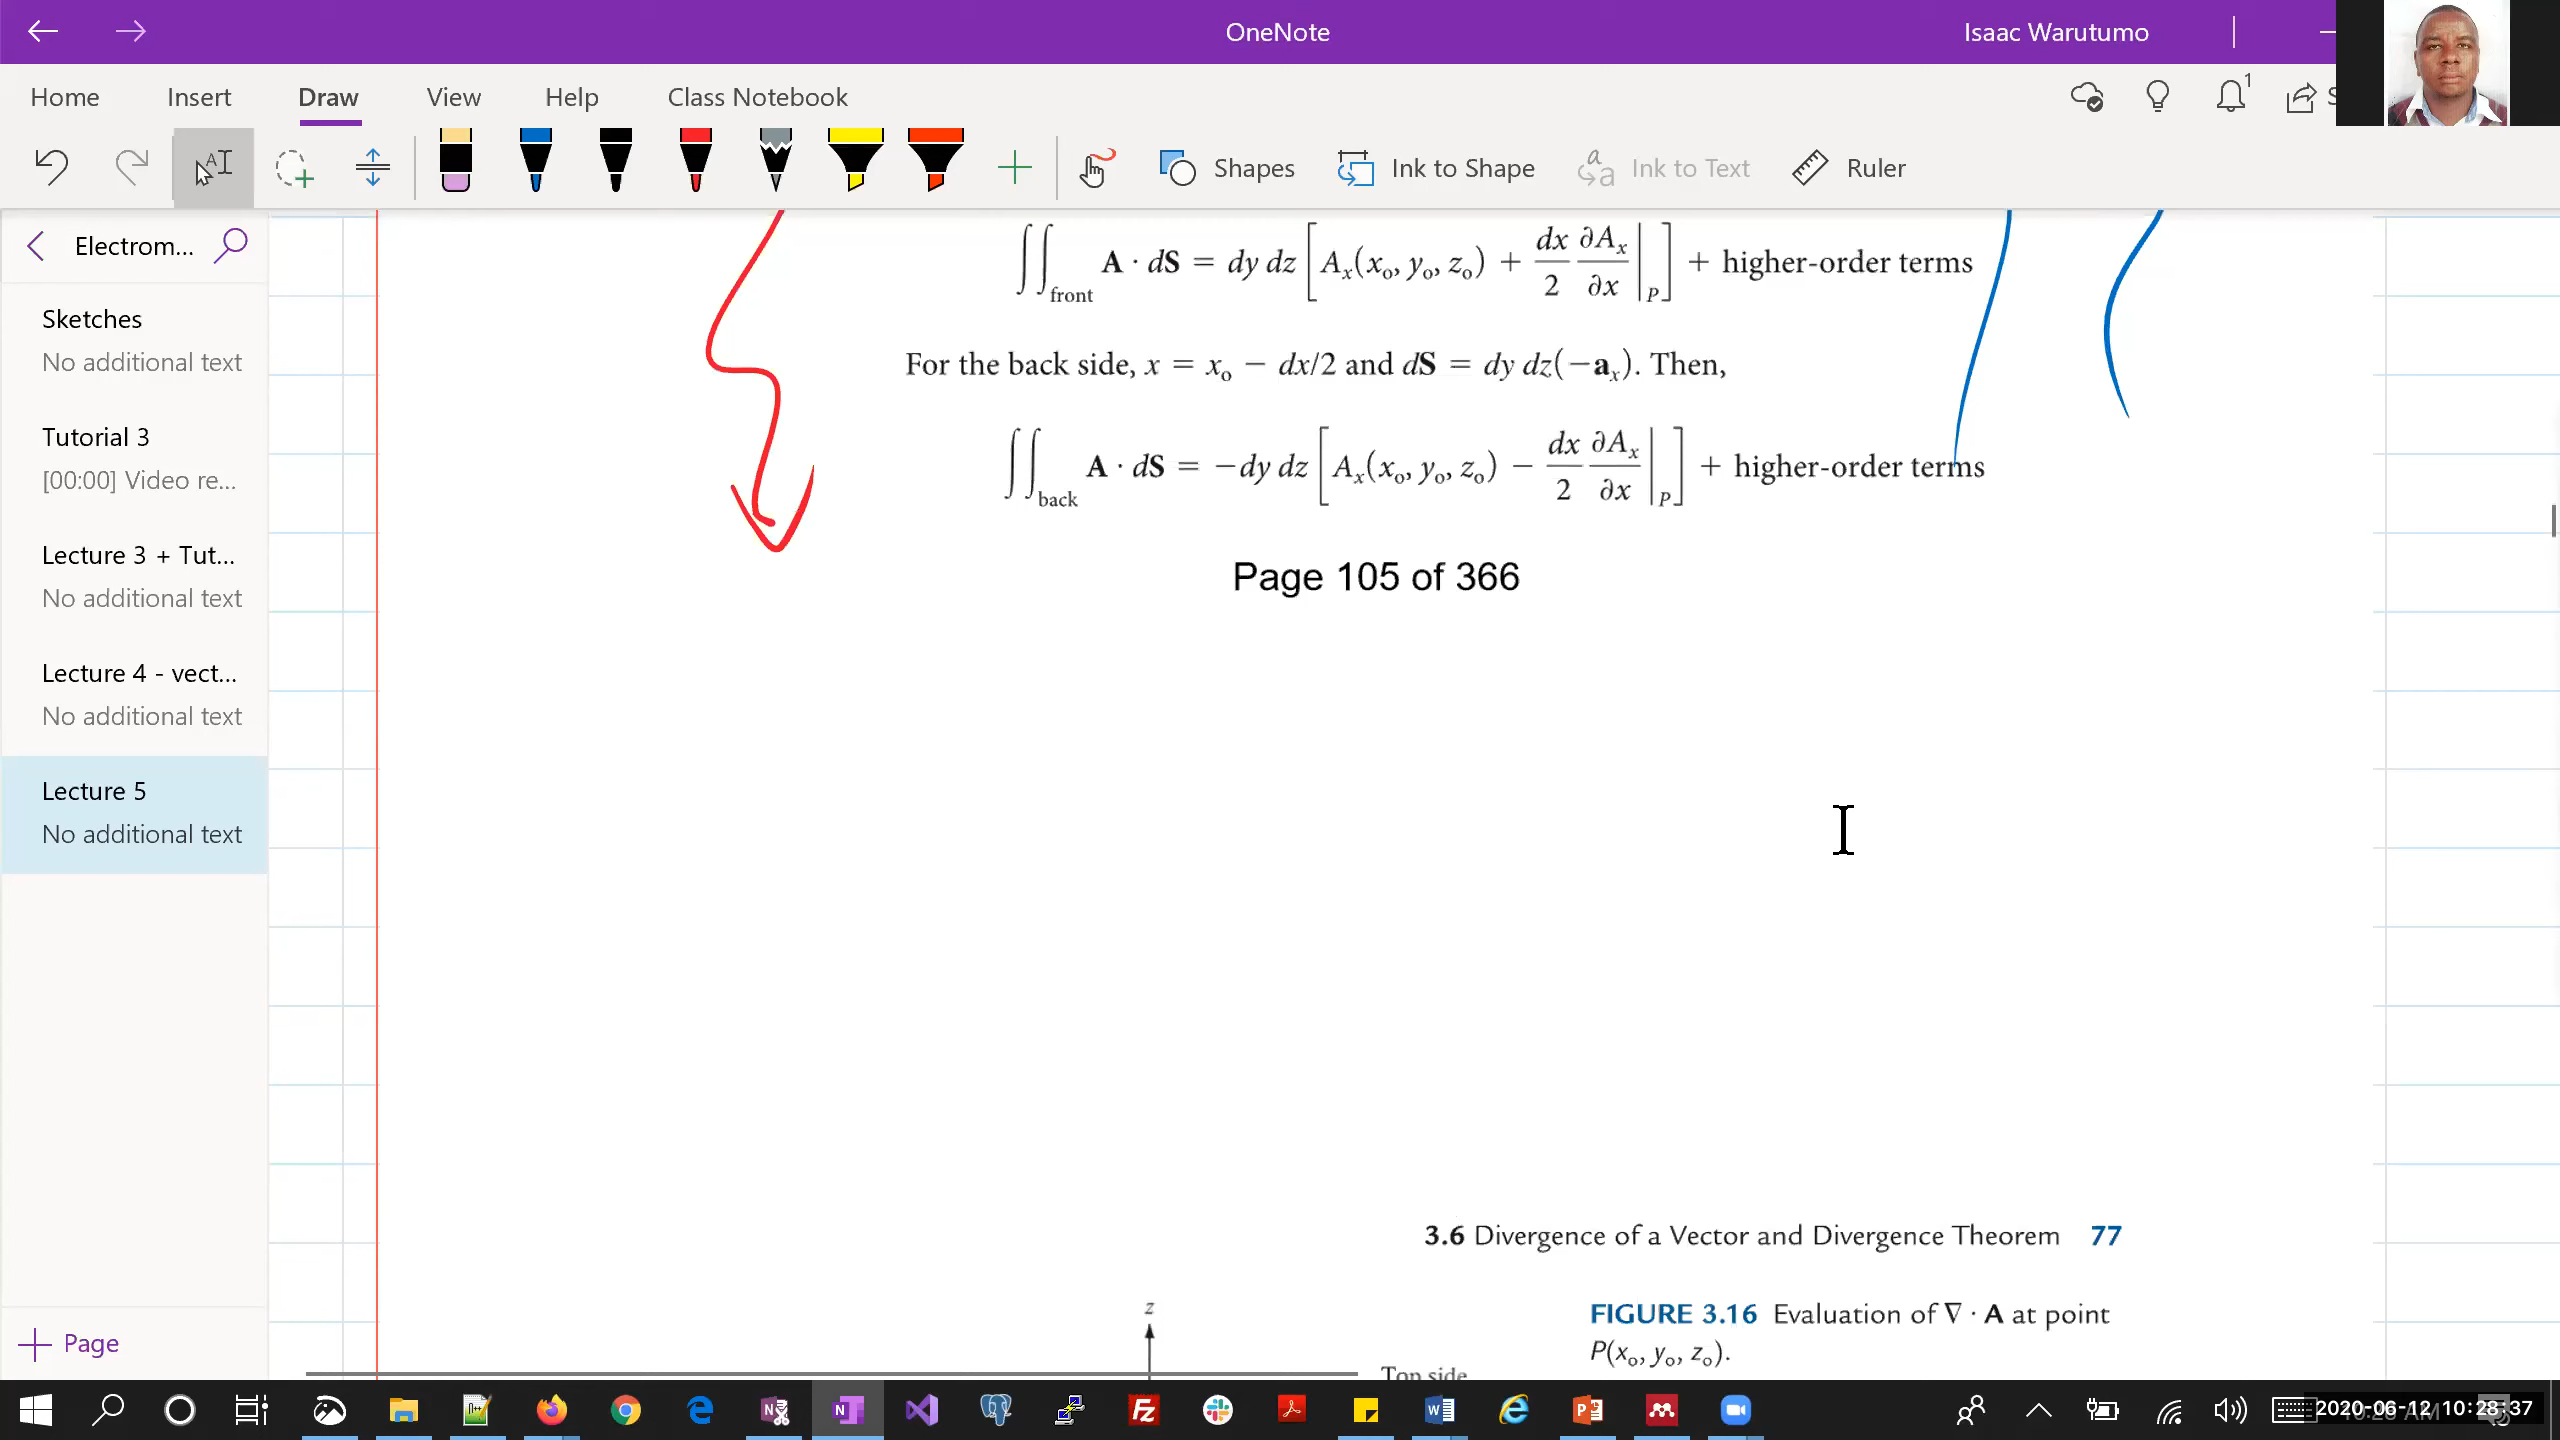 OneNote
Isaac Warutumo
Home Insert Draw View Help Class Notebook
1
Shapes Ink to Shape Ink to Text Ruler
Electrom...
Sketches
No additional text
Tutorial 3
[00:00] Video re...
Lecture 3 + Tut...
No additional text
Lecture 4 - vect...
No additional text
Lecture 5
No additional text
Page
∬front A · dS = dy dz [Ax(xo, yo, zo) + dx/2 ∂Ax/∂x |P] + higher-order terms
For the back side, x = xo − dx/2 and dS = dy dz(−ax). Then,
∬back A · dS = −dy dz [Ax(xo, yo, zo) − dx/2 ∂Ax/∂x |P] + higher-order terms
Page 105 of 366
3.6 Divergence of a Vector and Divergence Theorem 77
FIGURE 3.16 Evaluation of ∇ · A at point
P(xo, yo, zo).
z
Top side
2020-06-12 10:28:37